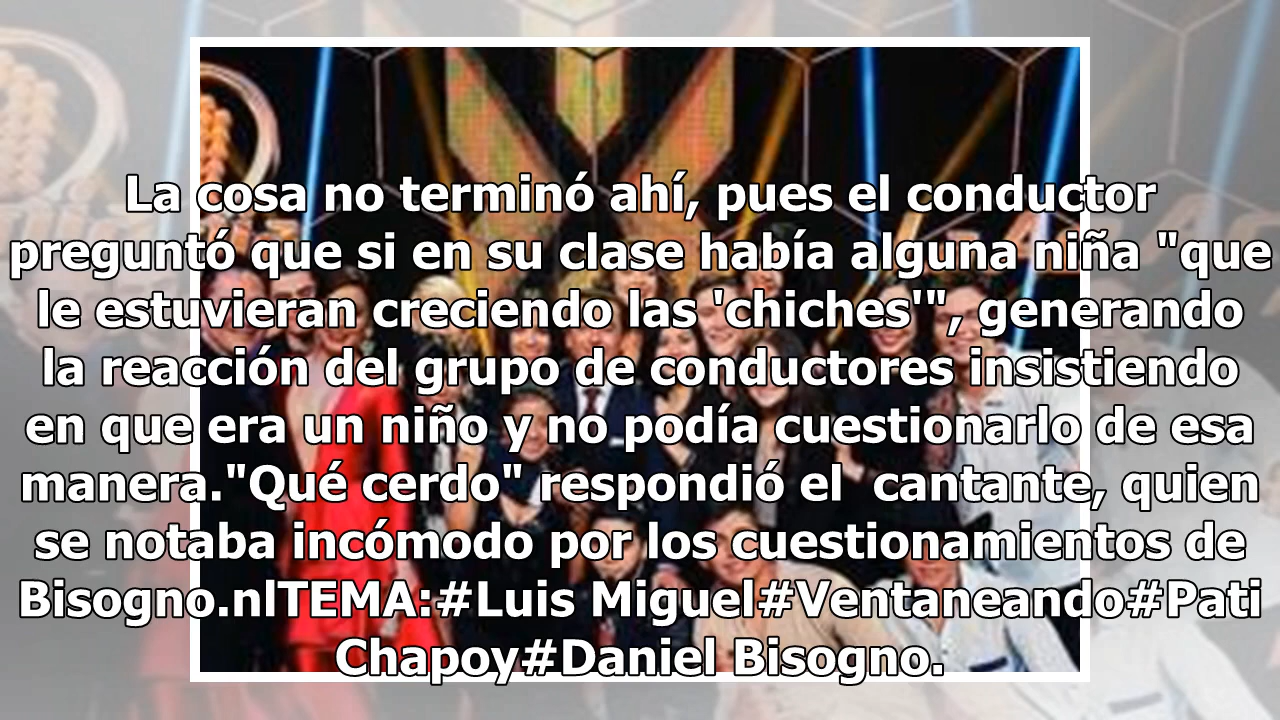 La cosa no terminó ahí, pues el conductor
preguntó que si en su clase había alguna niña "que
le estuvieran creciendo las 'chiches'", generando
la reacción del grupo de conductores insistiendo
en que era un niño y no podía cuestionarlo de esa
manera."Qué cerdo" respondió el  cantante, quien
se notaba incómodo por los cuestionamientos de
Bisogno.nlTEMA:#Luis Miguel#Ventaneando#Pati
Chapoy#Daniel Bisogno.